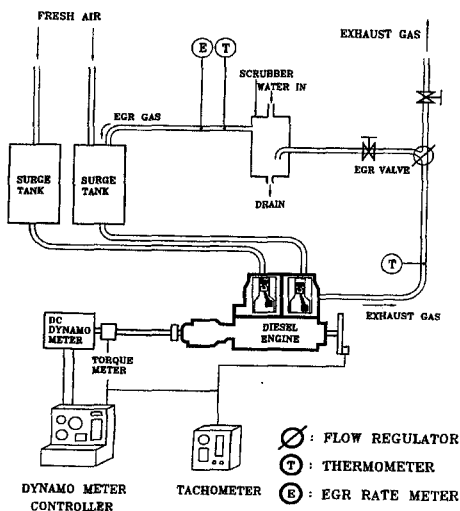 FRESH AIR
EXHAUST GAS
E
T
SCRUBBER
WATER IN
EGR GAS
EGR VALVE
SURGE
TANK
SURGE
TANK
DRAIN
T
DC
DYNAMO
METER
DIESEL
ENGINE
EXHAUST GAS
TORQUE
METER
DYNAMO METER
CONTROLLER
TACHOMETER
: FLOW REGULATOR
T : THERMOMETER
E : EGR RATE METER